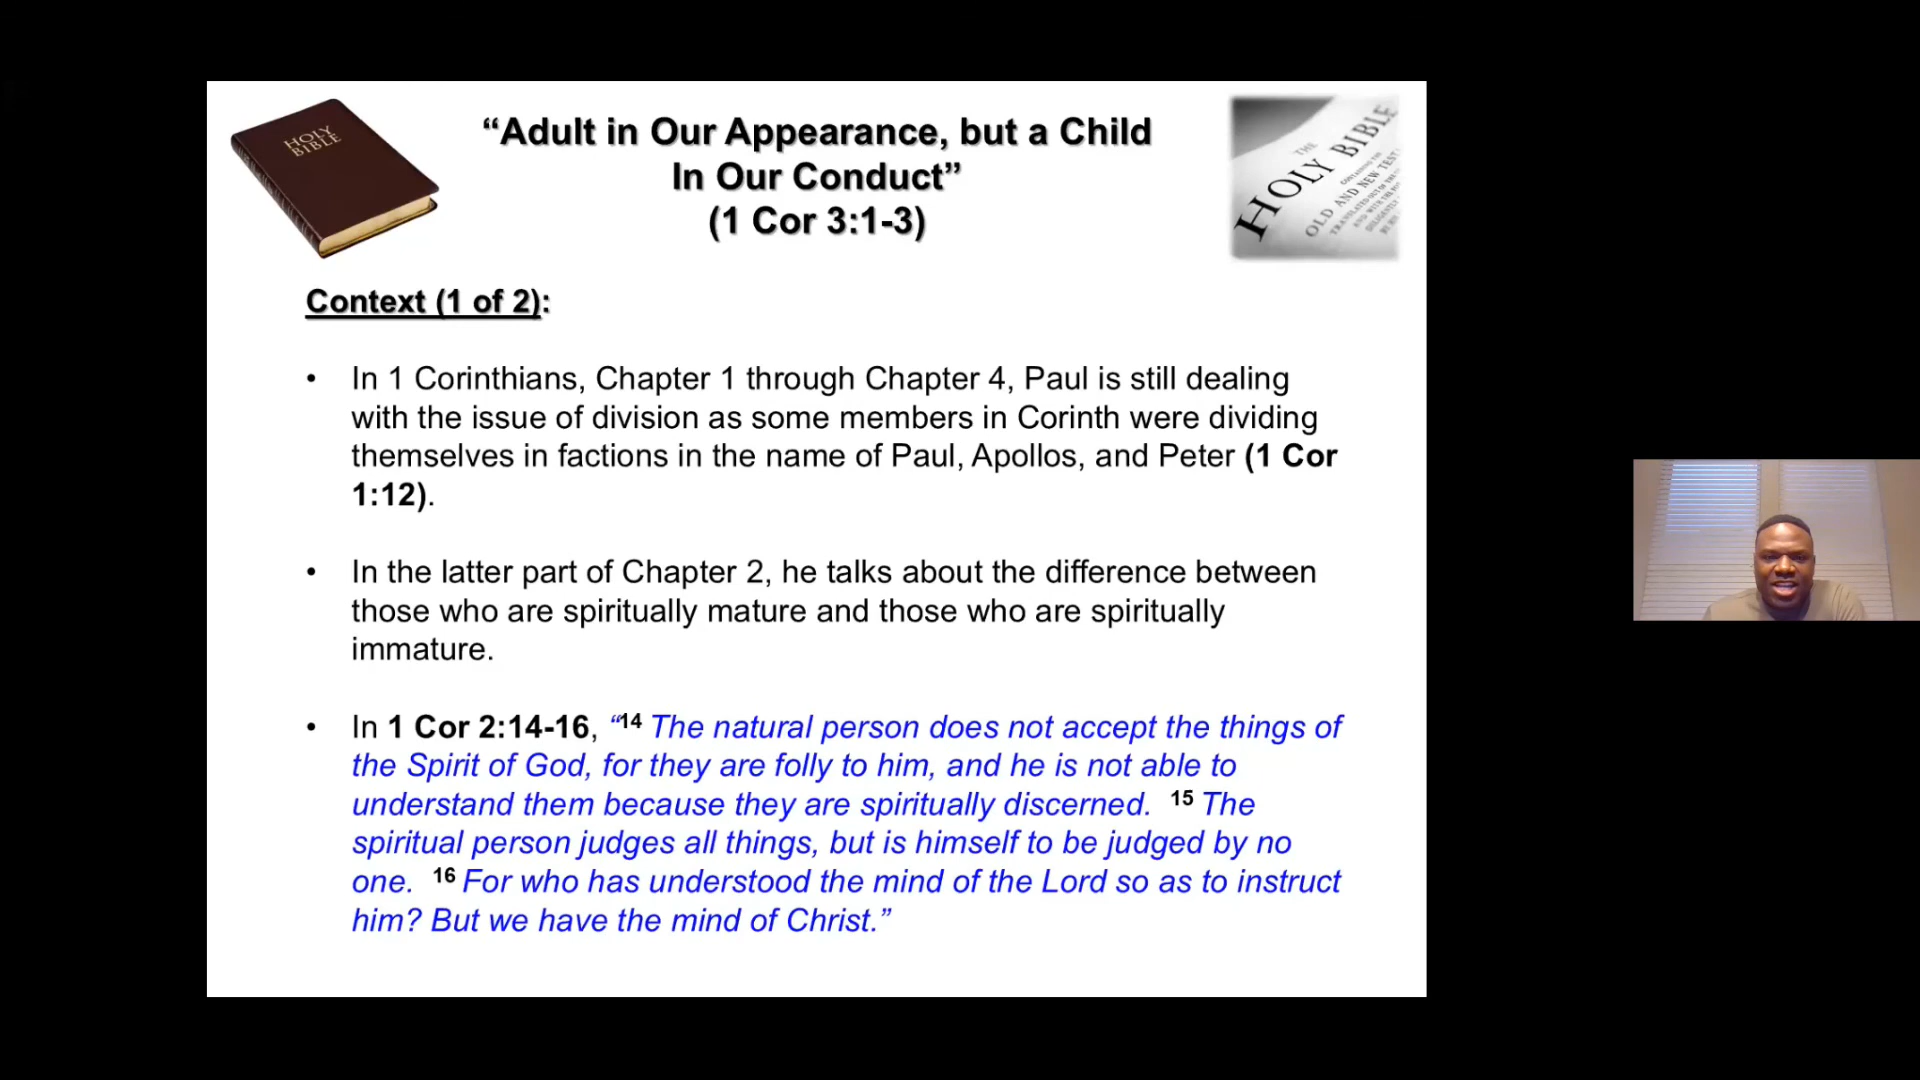 HOLY
BIBLE
“Adult in Our Appearance, but a Child
In Our Conduct”
(1 Cor 3:1-3)
THE
HOLY BIBLE
CONTAINING THE
OLD AND NEW TEST
Context (1 of 2):
• In 1 Corinthians, Chapter 1 through Chapter 4, Paul is still dealing
with the issue of division as some members in Corinth were dividing
themselves in factions in the name of Paul, Apollos, and Peter (1 Cor
1:12).
• In the latter part of Chapter 2, he talks about the difference between
those who are spiritually mature and those who are spiritually
immature.
• In 1 Cor 2:14-16, “14 The natural person does not accept the things of
the Spirit of God, for they are folly to him, and he is not able to
understand them because they are spiritually discerned. 15 The
spiritual person judges all things, but is himself to be judged by no
one. 16 For who has understood the mind of the Lord so as to instruct
him? But we have the mind of Christ.”